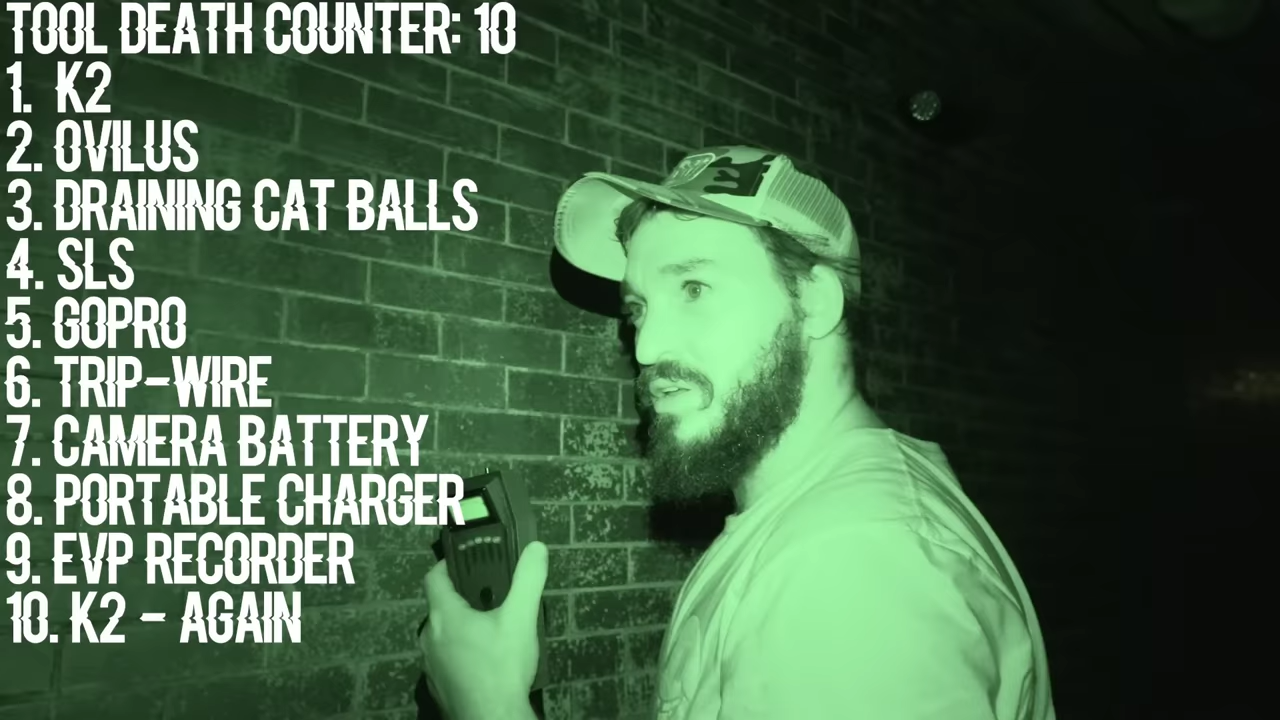 TOOL DEATH COUNTER: 10
1. K2
2. OVILUS
3. DRAINING CAT BALLS
4. SLS
5. GOPRO
6. TRIP-WIRE
7. CAMERA BATTERY
8. PORTABLE CHARGER
9. EVP RECORDER
10. K2 - AGAIN